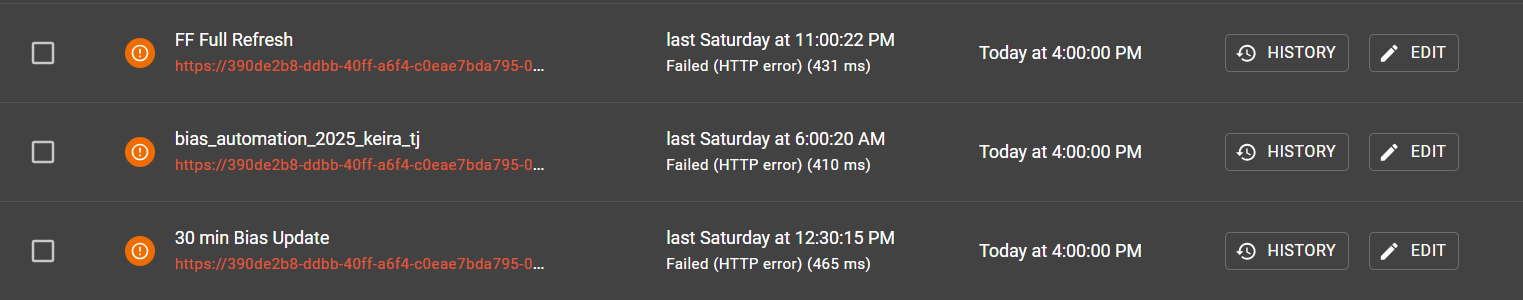 FF Full Refresh
https://390de2b8-ddbb-40ff-a6f4-c0eae7bda795-0...
last Saturday at 11:00:22 PM
Failed (HTTP error) (431 ms)
Today at 4:00:00 PM
HISTORY
EDIT
bias_automation_2025_keira_tj
https://390de2b8-ddbb-40ff-a6f4-c0eae7bda795-0...
last Saturday at 6:00:20 AM
Failed (HTTP error) (410 ms)
Today at 4:00:00 PM
HISTORY
EDIT
30 min Bias Update
https://390de2b8-ddbb-40ff-a6f4-c0eae7bda795-0...
last Saturday at 12:30:15 PM
Failed (HTTP error) (465 ms)
Today at 4:00:00 PM
HISTORY
EDIT